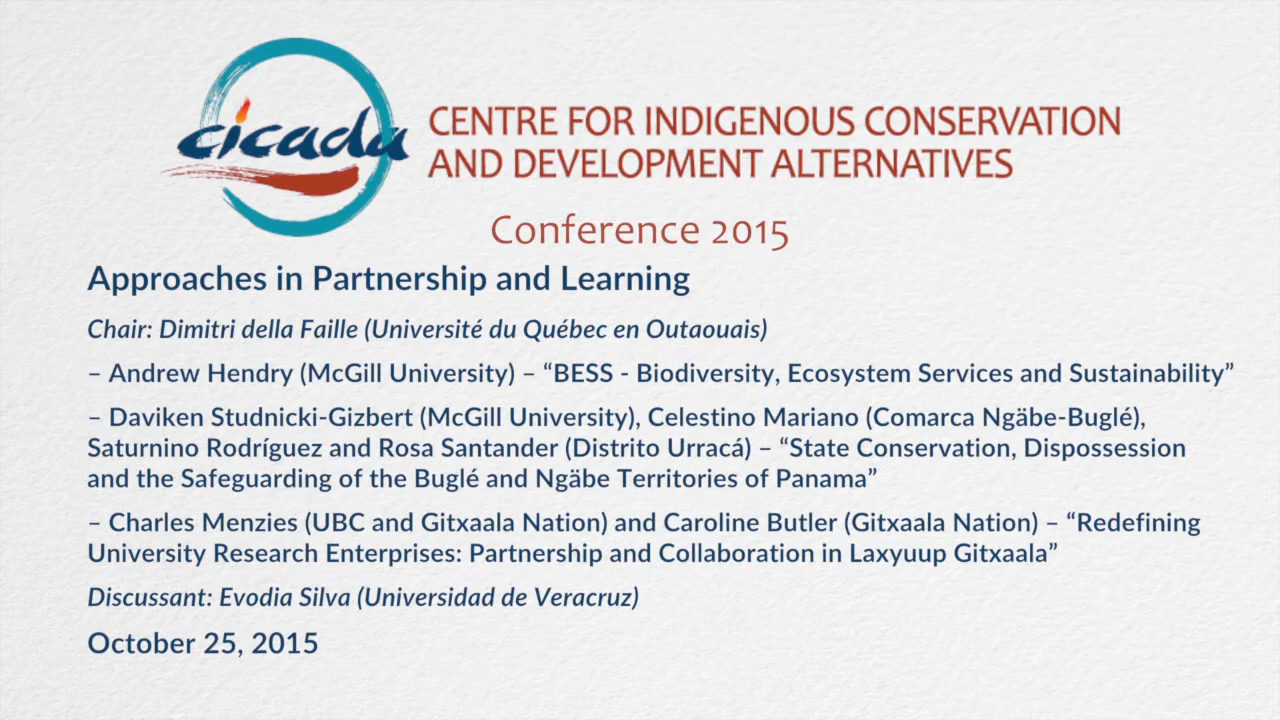 cicada
CENTRE FOR INDIGENOUS CONSERVATION
AND DEVELOPMENT ALTERNATIVES
Conference 2015
Approaches in Partnership and Learning
Chair: Dimitri della Faille (Université du Québec en Outaouais)
– Andrew Hendry (McGill University) – “BESS - Biodiversity, Ecosystem Services and Sustainability”
– Daviken Studnicki-Gizbert (McGill University), Celestino Mariano (Comarca Ngäbe-Buglé),
Saturnino Rodríguez and Rosa Santander (Distrito Urracá) – “State Conservation, Dispossession
and the Safeguarding of the Buglé and Ngäbe Territories of Panama”
– Charles Menzies (UBC and Gitxaala Nation) and Caroline Butler (Gitxaala Nation) – “Redefining
University Research Enterprises: Partnership and Collaboration in Laxyuup Gitxaala”
Discussant: Evodia Silva (Universidad de Veracruz)
October 25, 2015